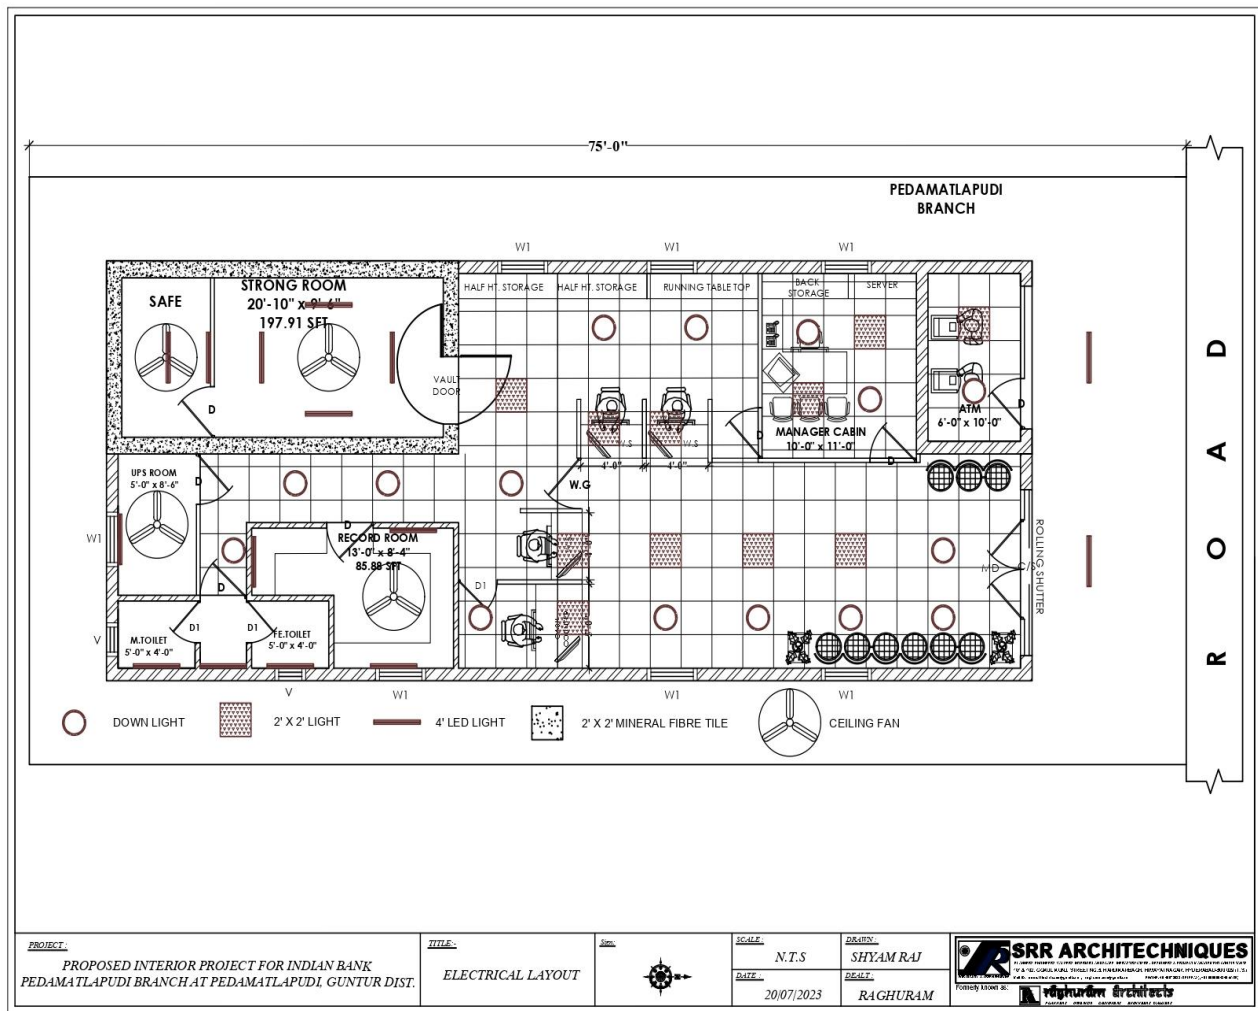 75'-0"
PEDAMATLAPUDI
BRANCH
W1
W1
W1
SAFE
STRONG ROOM
20'-10" x 9'-6"
197.91 SFT
HALF HT. STORAGE
HALF HT. STORAGE
RUNNING TABLE TOP
BACK
STORAGE
SERVER
VAULT
DOOR
D
W.S
W.S
4'-0"
4'-0"
MANAGER CABIN
10'-0" x 11'-0"
D
D
ATM
6'-0" x 10'-0"
D
R O A D
UPS ROOM
5'-0" x 8'-6"
D
W.G
RECORD ROOM
13'-0" x 8'-4"
85.88 SFT
D
D
D1
MD
C/S
ROLLING SHUTTER
W1
V
M.TOILET
5'-0" x 4'-0"
D1
D1
FE.TOILET
5'-0" x 4'-0"
V
W1
W1
W1
DOWN LIGHT
2' X 2' LIGHT
4' LED LIGHT
2' X 2' MINERAL FIBRE TILE
CEILING FAN
PROJECT :
PROPOSED INTERIOR PROJECT FOR INDIAN BANK
PEDAMATLAPUDI BRANCH AT PEDAMATLAPUDI, GUNTUR DIST.
TITLE:-
ELECTRICAL LAYOUT
SCALE :
N.T.S
DATE :
20/07/2023
DRAWN :
SHYAM RAJ
DEALT :
RAGHURAM
SRR ARCHITECHNIQUES
Formerly known as:
raghuram architects